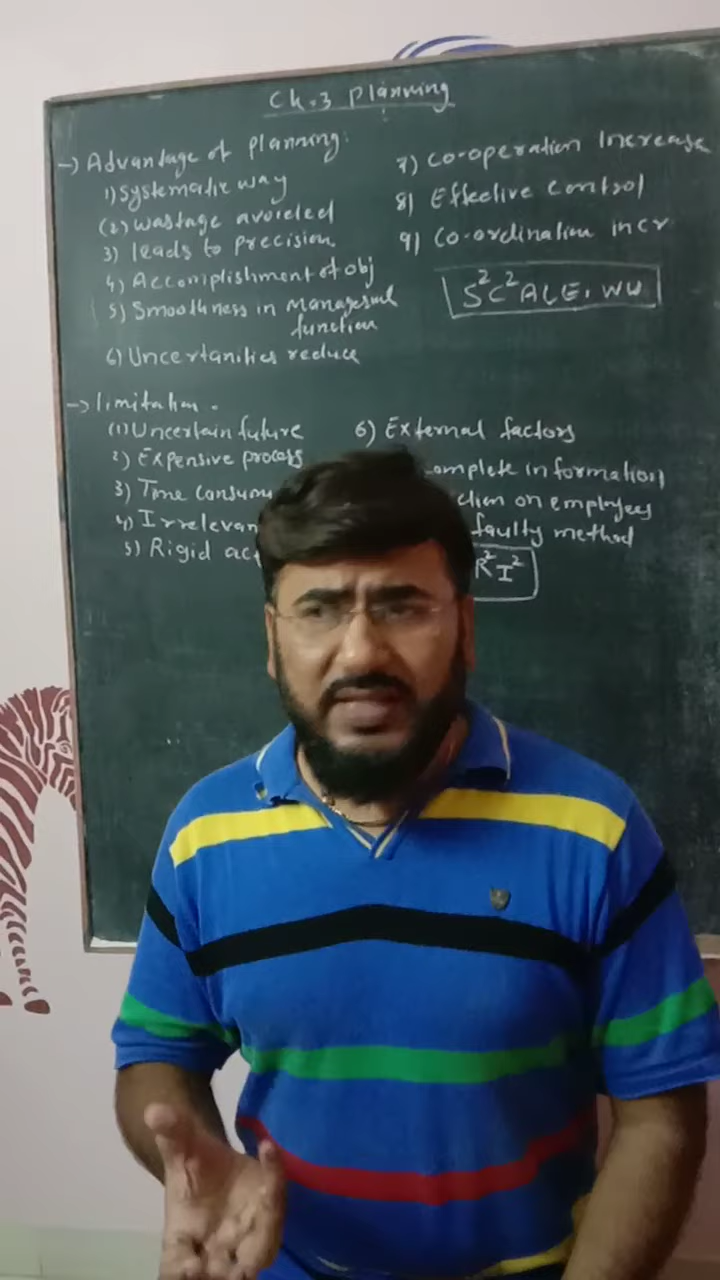 Ch.3 Planning
→ Advantage of planning:
1) Systematic way
(2) wastage avoieled
3) leads to precision
4) Accomplishment of obj
5) Smoothness in Managerial
function
6) Uncertanities reduce
7) Co-operation Increase
8) Effective control
9) Co-ordination incr
S²C²ALE, WU
→ limitation.
(1) Uncertain future
2) Expensive process
3) Time Consum
4) Irrelevan
5) Rigid act
6) External factors
complete information
ction on employees
faulty method
R²I²